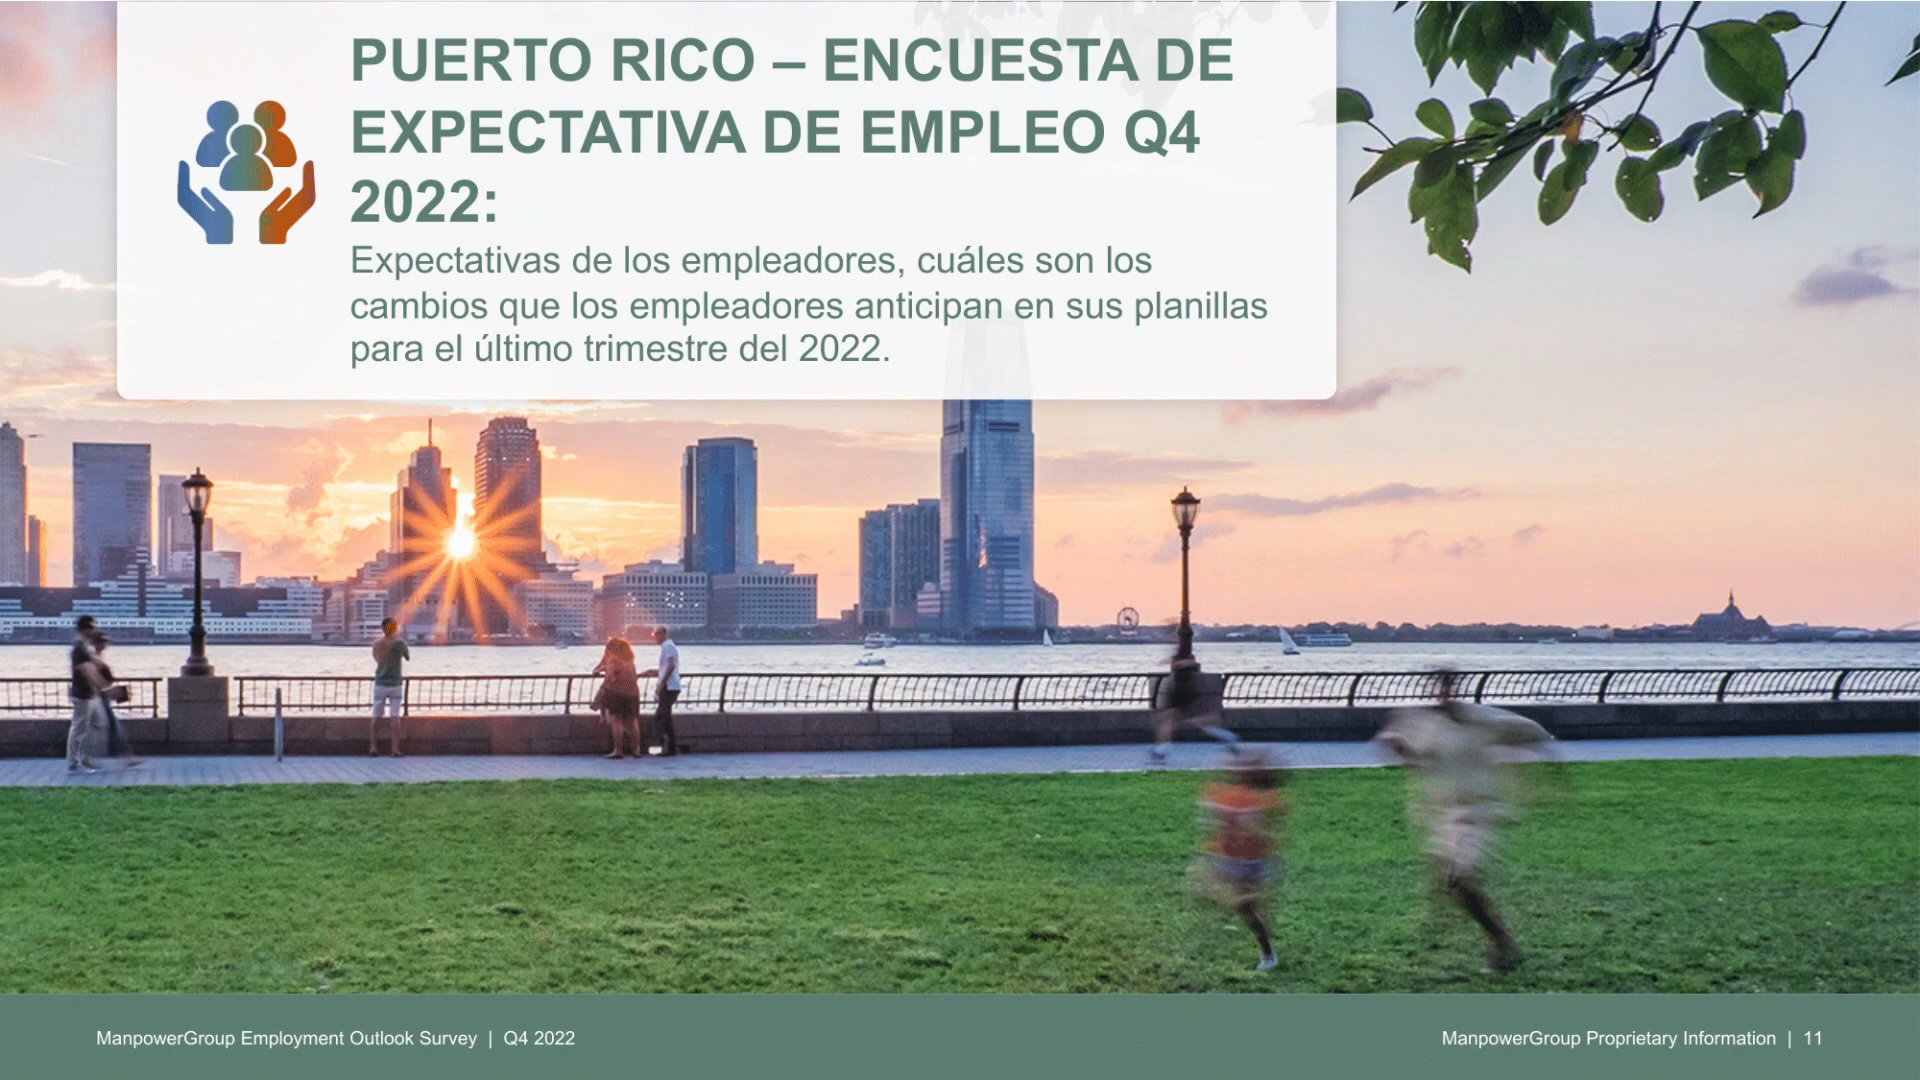 PUERTO RICO – ENCUESTA DE
EXPECTATIVA DE EMPLEO Q4
2022:
Expectativas de los empleadores, cuáles son los
cambios que los empleadores anticipan en sus planillas
para el último trimestre del 2022.
ManpowerGroup Employment Outlook Survey | Q4 2022
ManpowerGroup Proprietary Information | 11